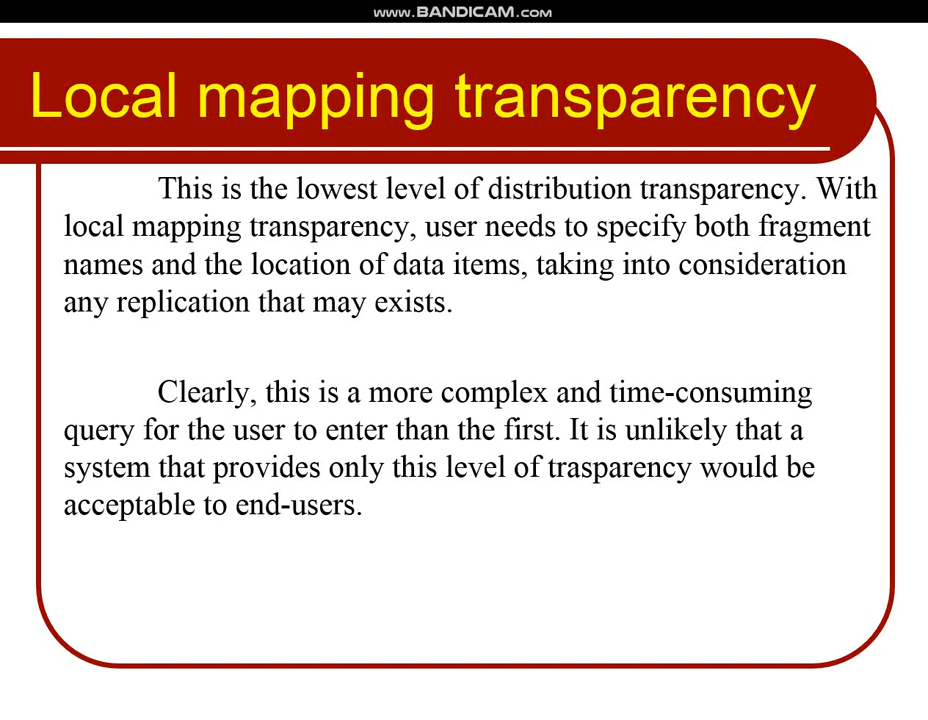 www.BANDICAM.com
Local mapping transparency
This is the lowest level of distribution transparency. With
local mapping transparency, user needs to specify both fragment
names and the location of data items, taking into consideration
any replication that may exists.
Clearly, this is a more complex and time-consuming
query for the user to enter than the first. It is unlikely that a
system that provides only this level of trasparency would be
acceptable to end-users.